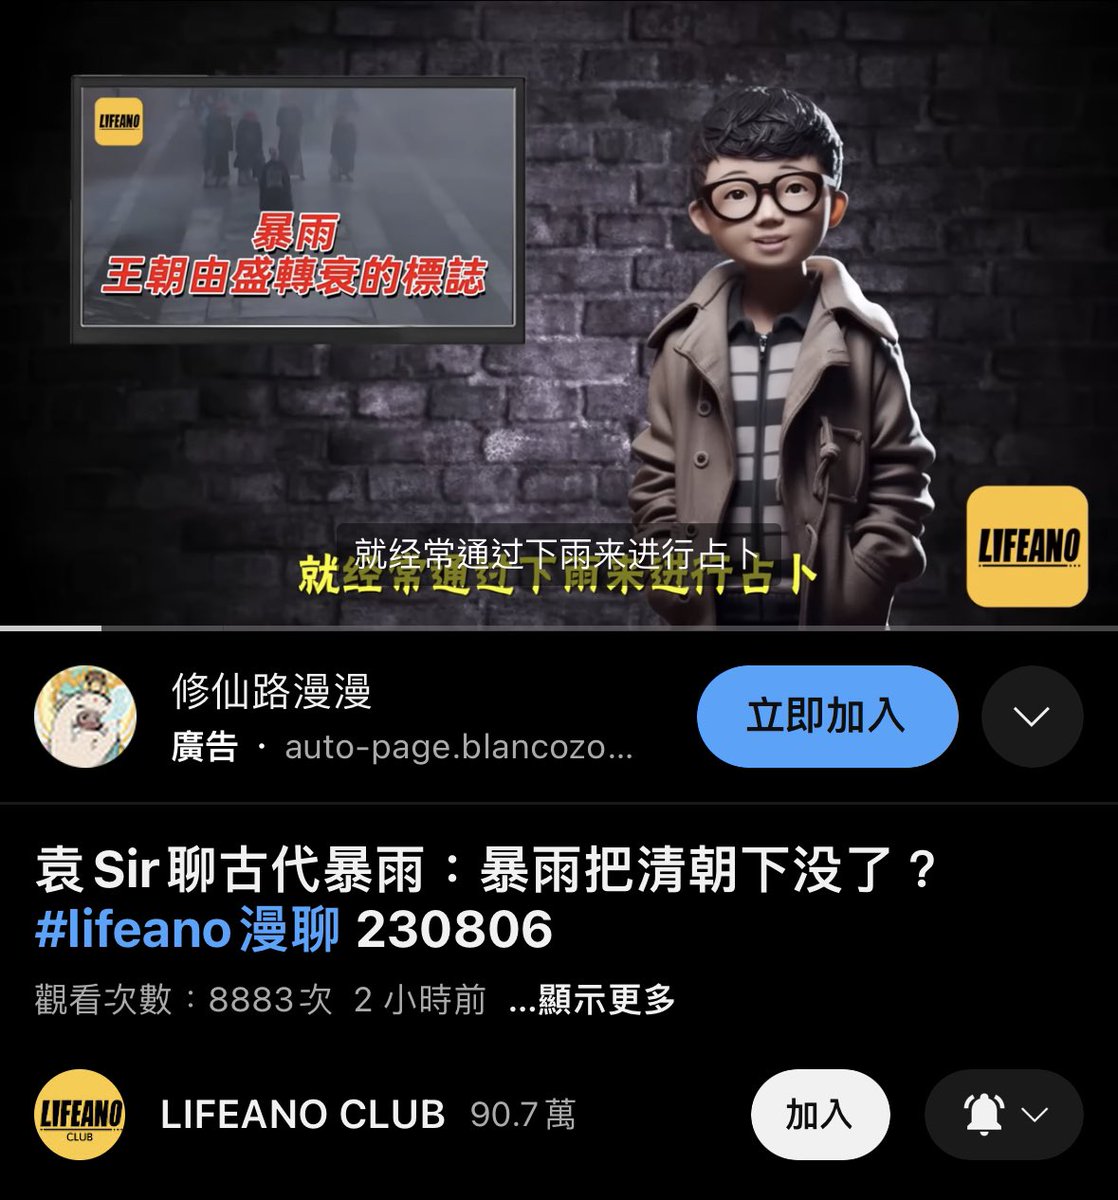 LIFEANO
暴雨
王朝由盛轉衰的標誌
LIFEANO
就经常通过下雨来进行占卜
就经常通过下雨来进行占卜
修仙路漫漫
廣告 · auto-page.blancozo...
立即加入
袁Sir聊古代暴雨：暴雨把清朝下没了？
#lifeano漫聊 230806
觀看次數：8883次 2 小時前 ...顯示更多
LIFEANO
CLUB
LIFEANO CLUB 90.7萬
加入